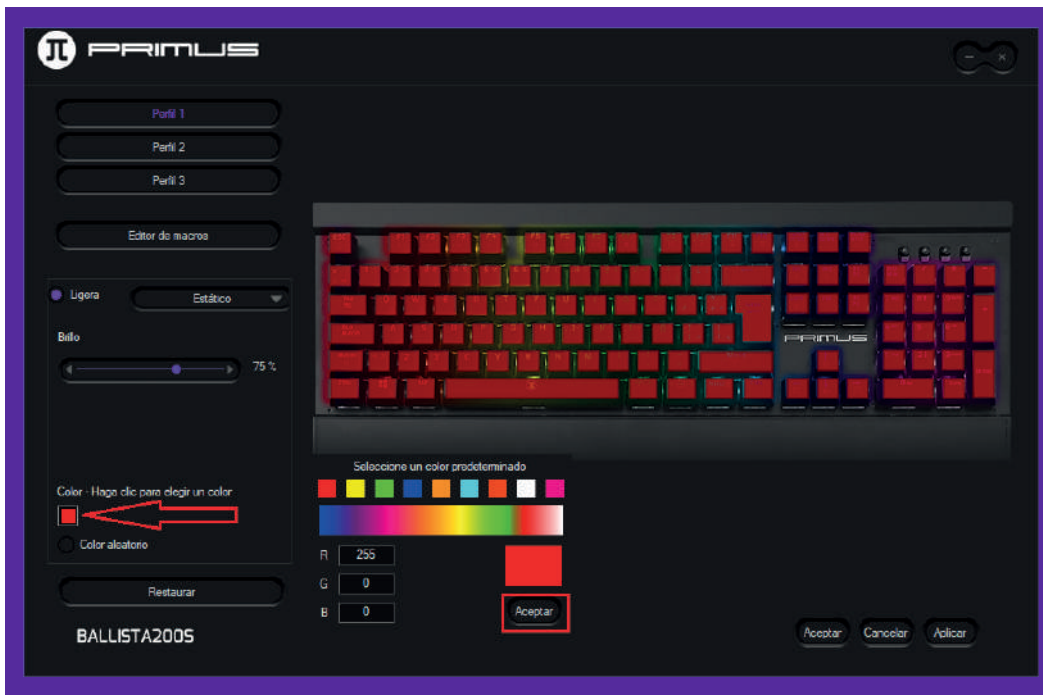 PRIMUS
Perfil 1
Perfil 2
Perfil 3
Editor de macros
Ligera
Estático
Brillo
75 %
PRIMUS
Seleccione un color predeterminado
Color - Haga clic para elegir un color
Color aleatorio
R 255
G 0
B 0
Aceptar
Restaurar
BALLISTA200S
Aceptar Cancelar Aplicar